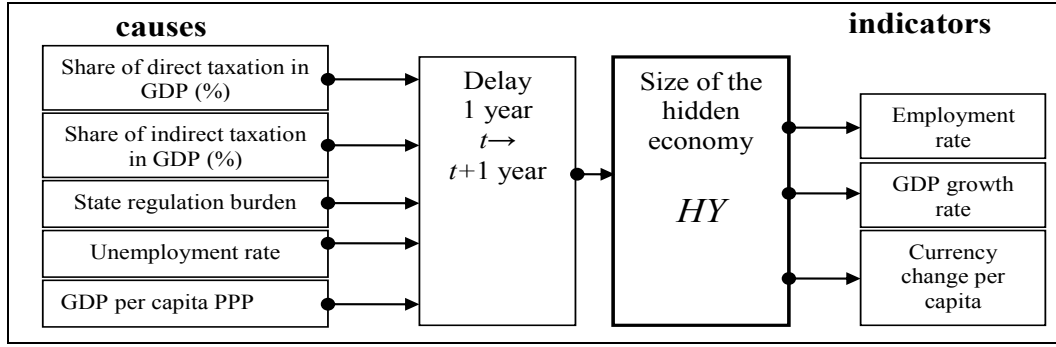 causes
Share of direct taxation in
GDP (%)
Share of indirect taxation
in GDP (%)
State regulation burden
Unemployment rate
GDP per capita PPP
Delay
1 year
t→
t+1 year
Size of the
hidden
economy
HY
indicators
Employment
rate
GDP growth
rate
Currency
change per
capita